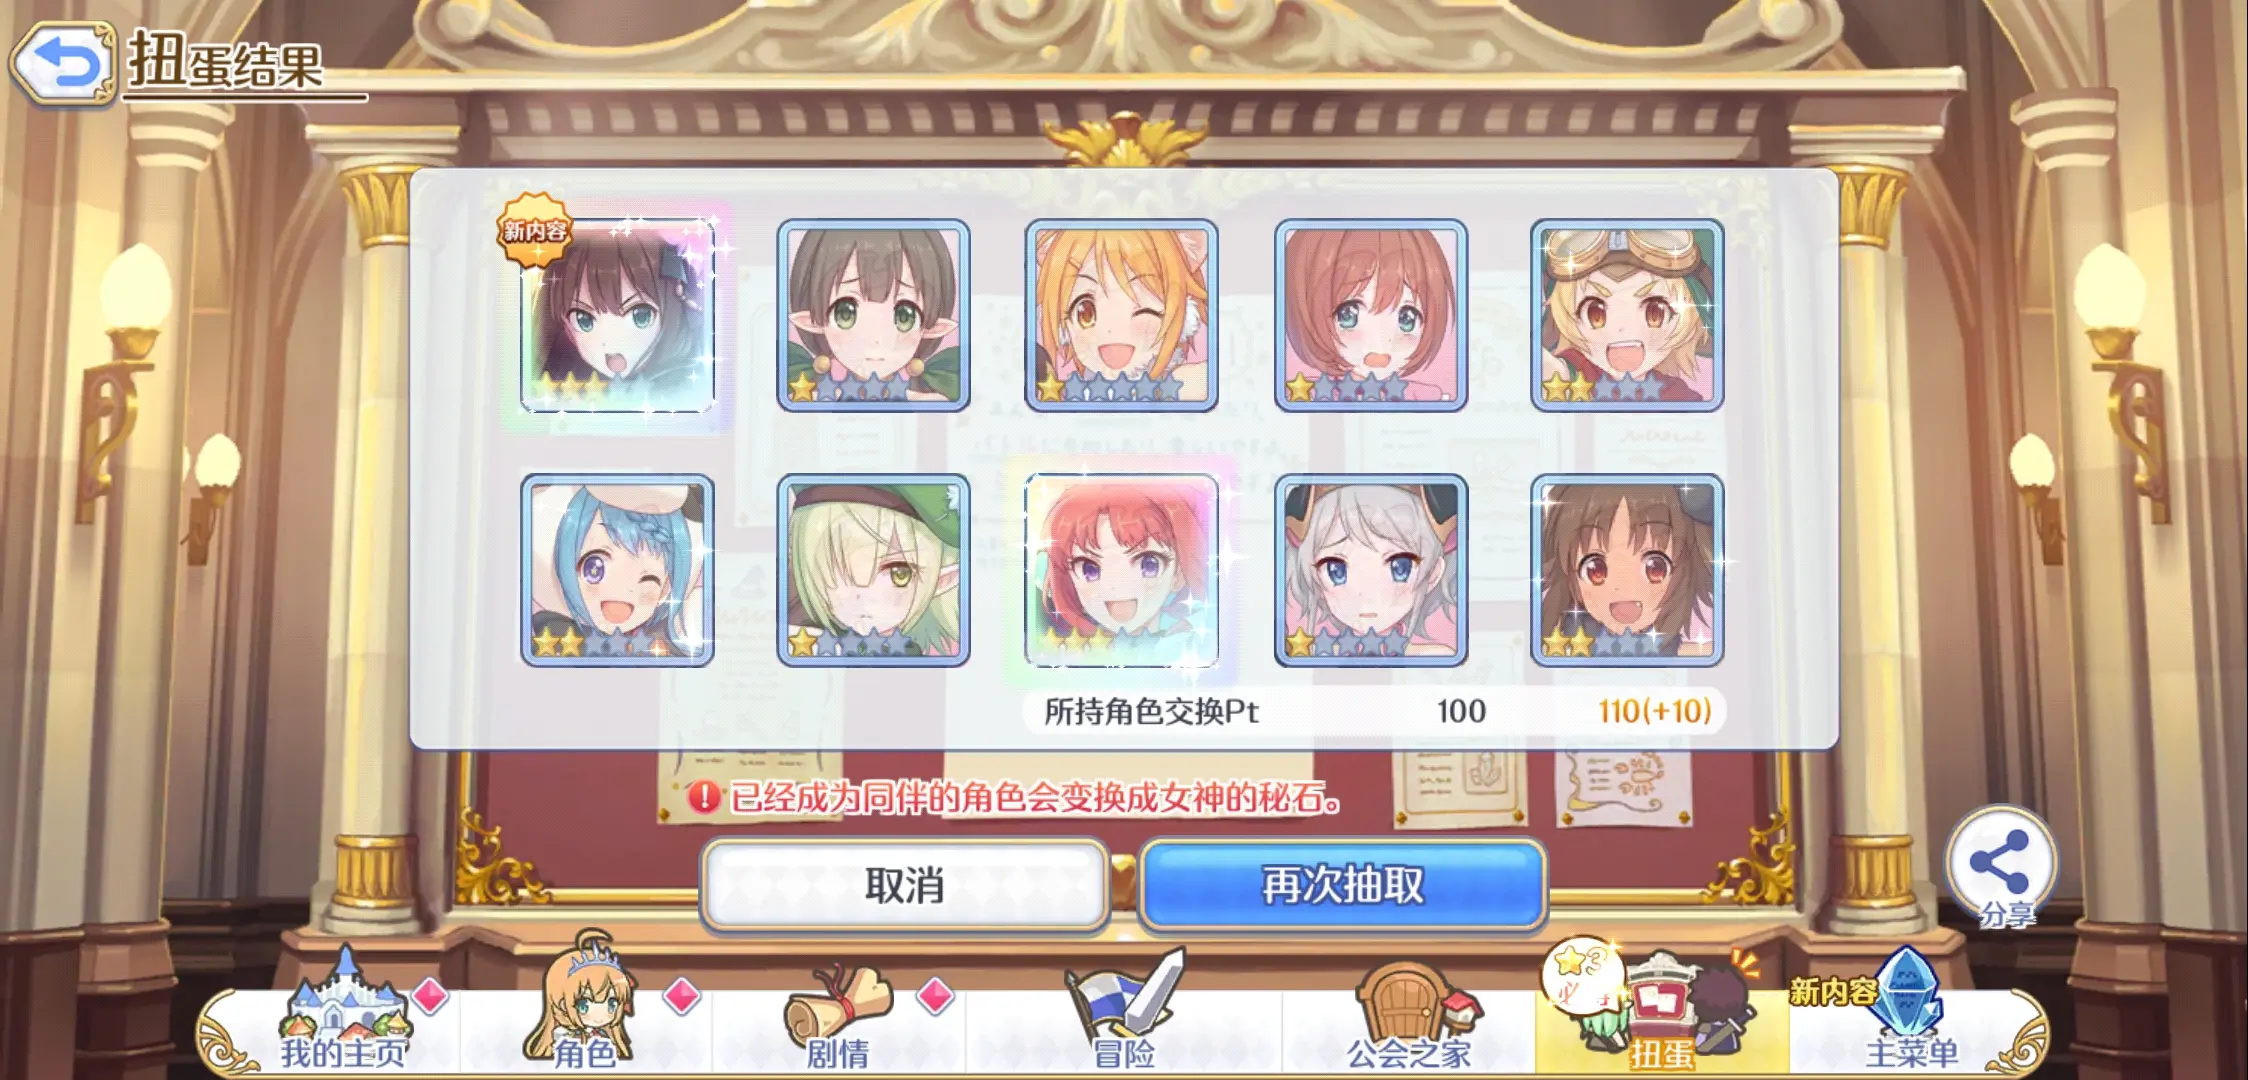 扭蛋结果
新内容
所持角色交换Pt 100 110(+10)
已经成为同伴的角色会变换成女神的秘石。
取消
再次抽取
分享
3
必得
新内容
我的主页
角色
剧情
冒险
公会之家
扭蛋
主菜单